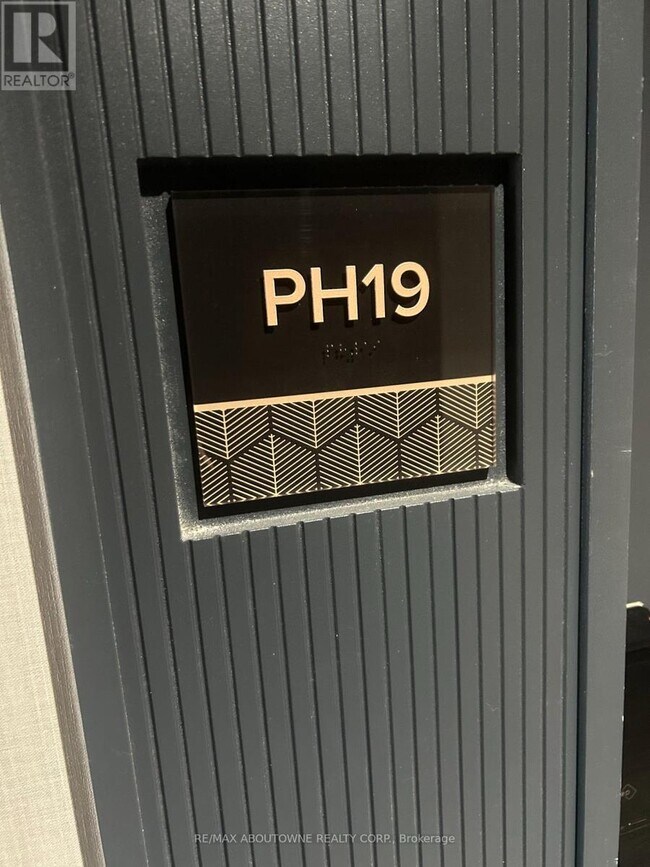 R
REALTOR®
PH19
RE/MAX ABOUTOWNE REALTY CORP., Brokerage